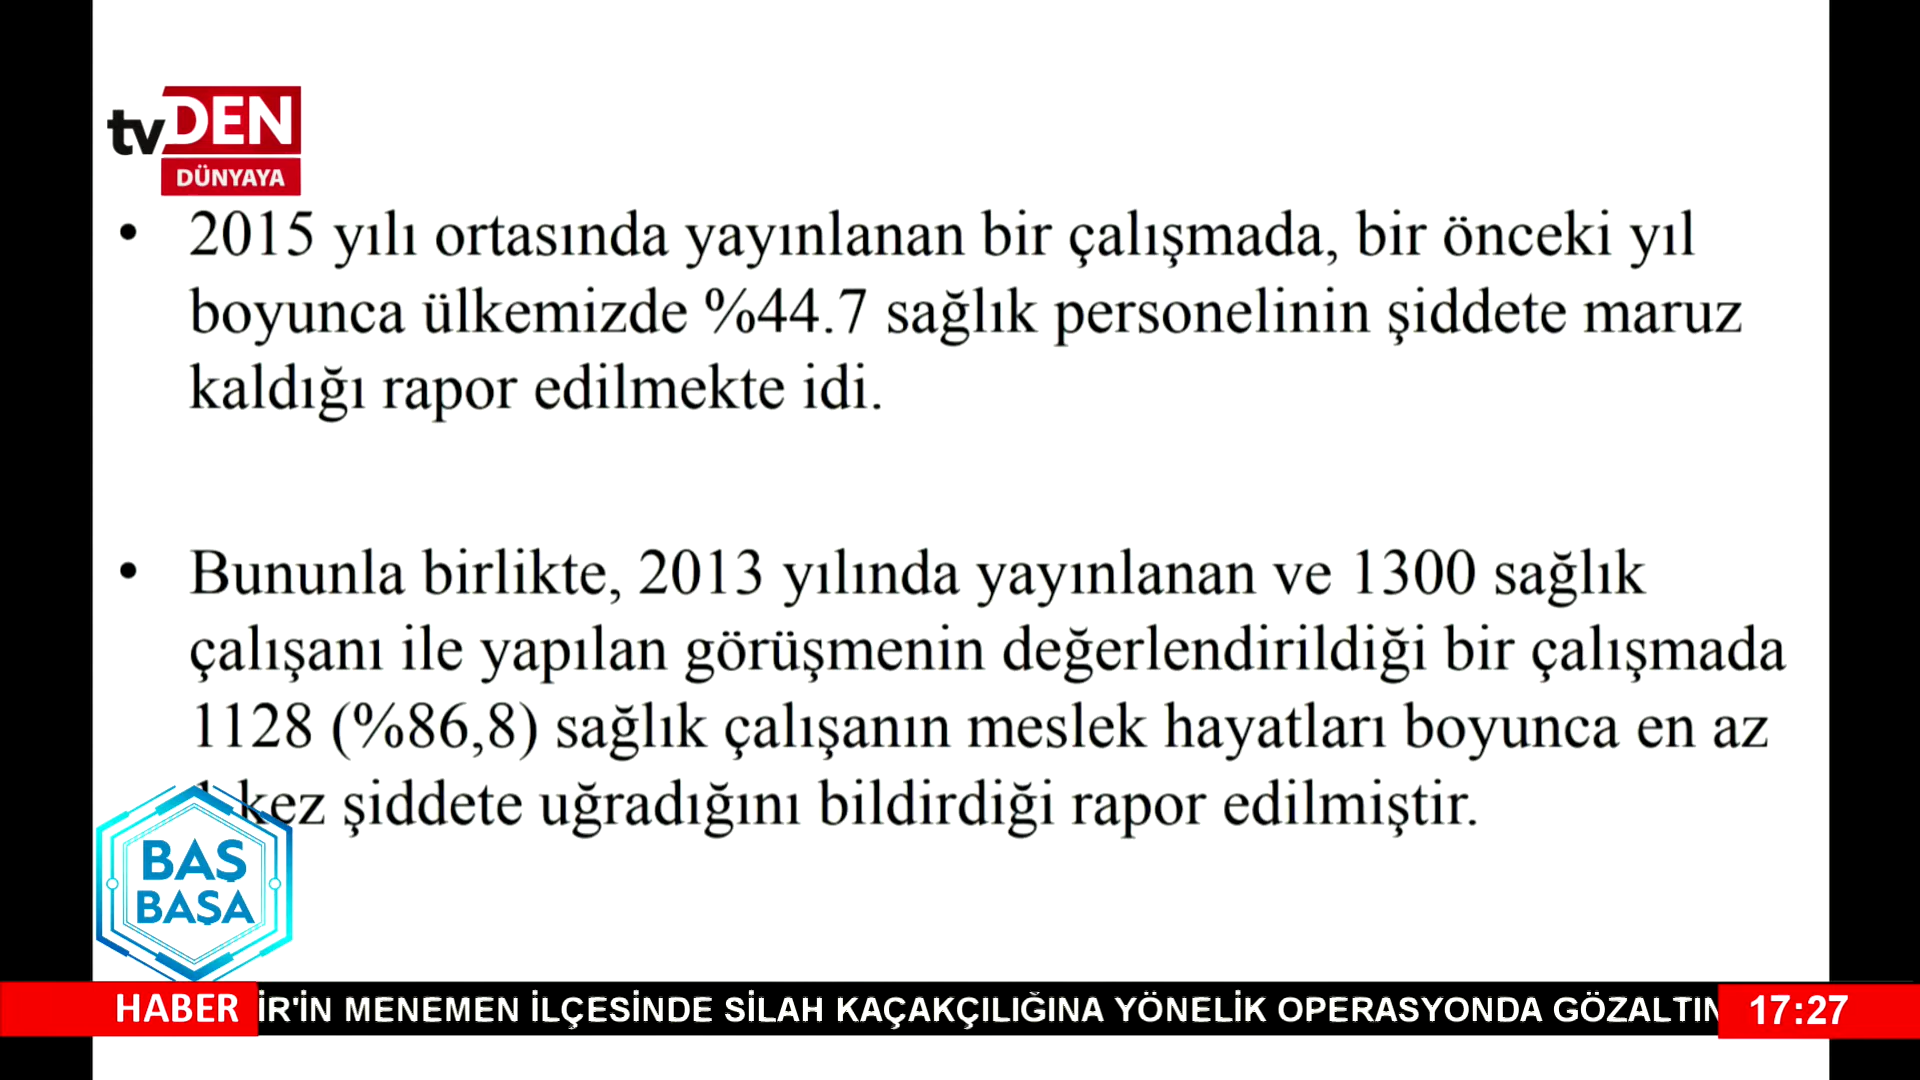 tvDEN
DÜNYAYA
• 2015 yılı ortasında yayınlanan bir çalışmada, bir önceki yıl
boyunca ülkemizde %44.7 sağlık personelinin şiddete maruz
kaldığı rapor edilmekte idi.
• Bununla birlikte, 2013 yılında yayınlanan ve 1300 sağlık
çalışanı ile yapılan görüşmenin değerlendirildiği bir çalışmada
1128 (%86,8) sağlık çalışanın meslek hayatları boyunca en az
kez şiddete uğradığını bildirdiği rapor edilmiştir.
BAŞ
BAŞA
HABER İR'İN MENEMEN İLÇESİNDE SİLAH KAÇAKÇILIĞINA YÖNELİK OPERASYONDA GÖZALTIN 17:27